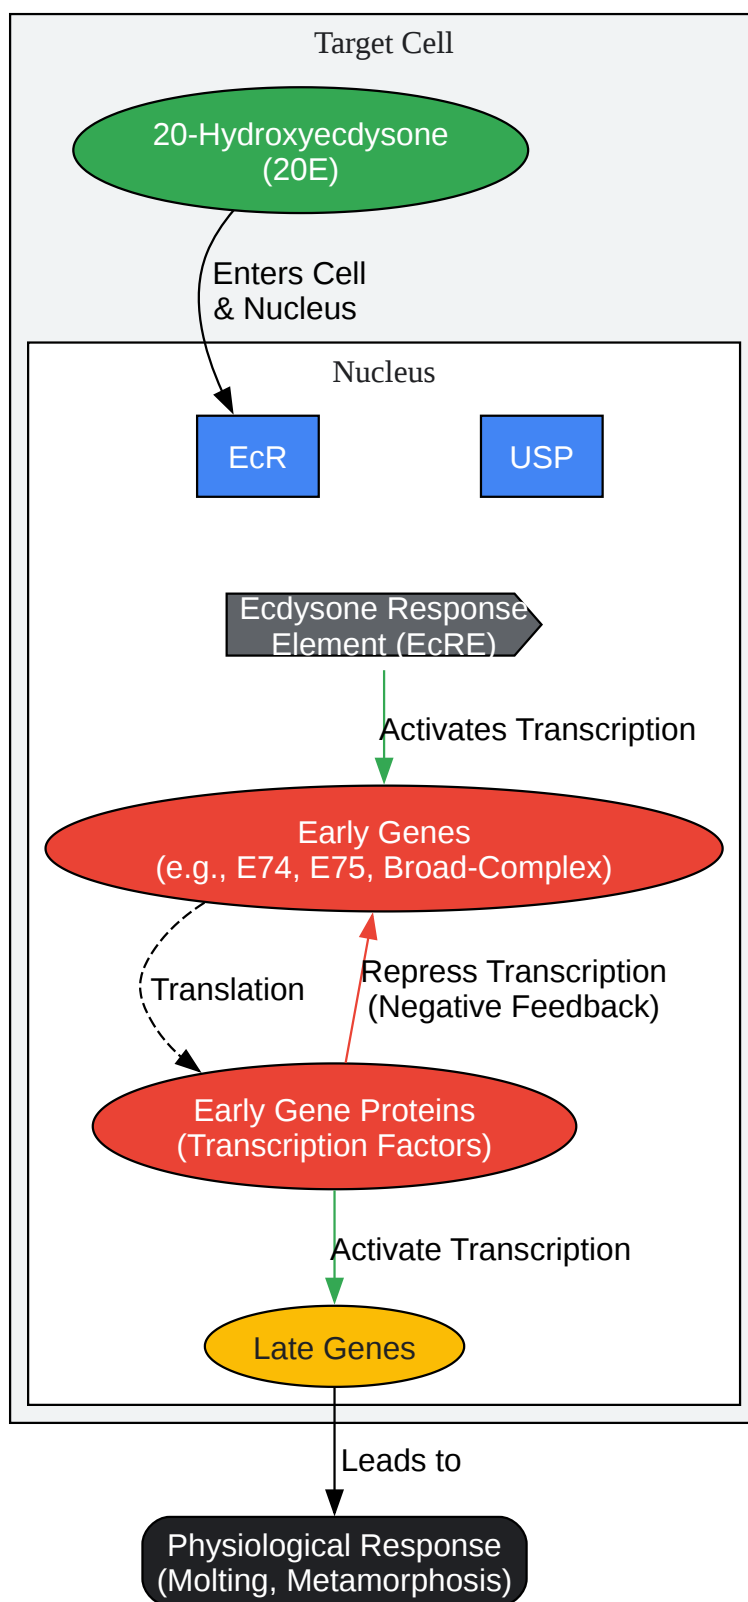 Target Cell
20-Hydroxyecdysone
(20E)
Enters Cell
& Nucleus
Nucleus
EcR
USP
Ecdysone Response
Element (EcRE)
Activates Transcription
Early Genes
(e.g., E74, E75, Broad-Complex)
Translation
Repress Transcription
(Negative Feedback)
Early Gene Proteins
(Transcription Factors)
Activate Transcription
Late Genes
Leads to
Physiological Response
(Molting, Metamorphosis)